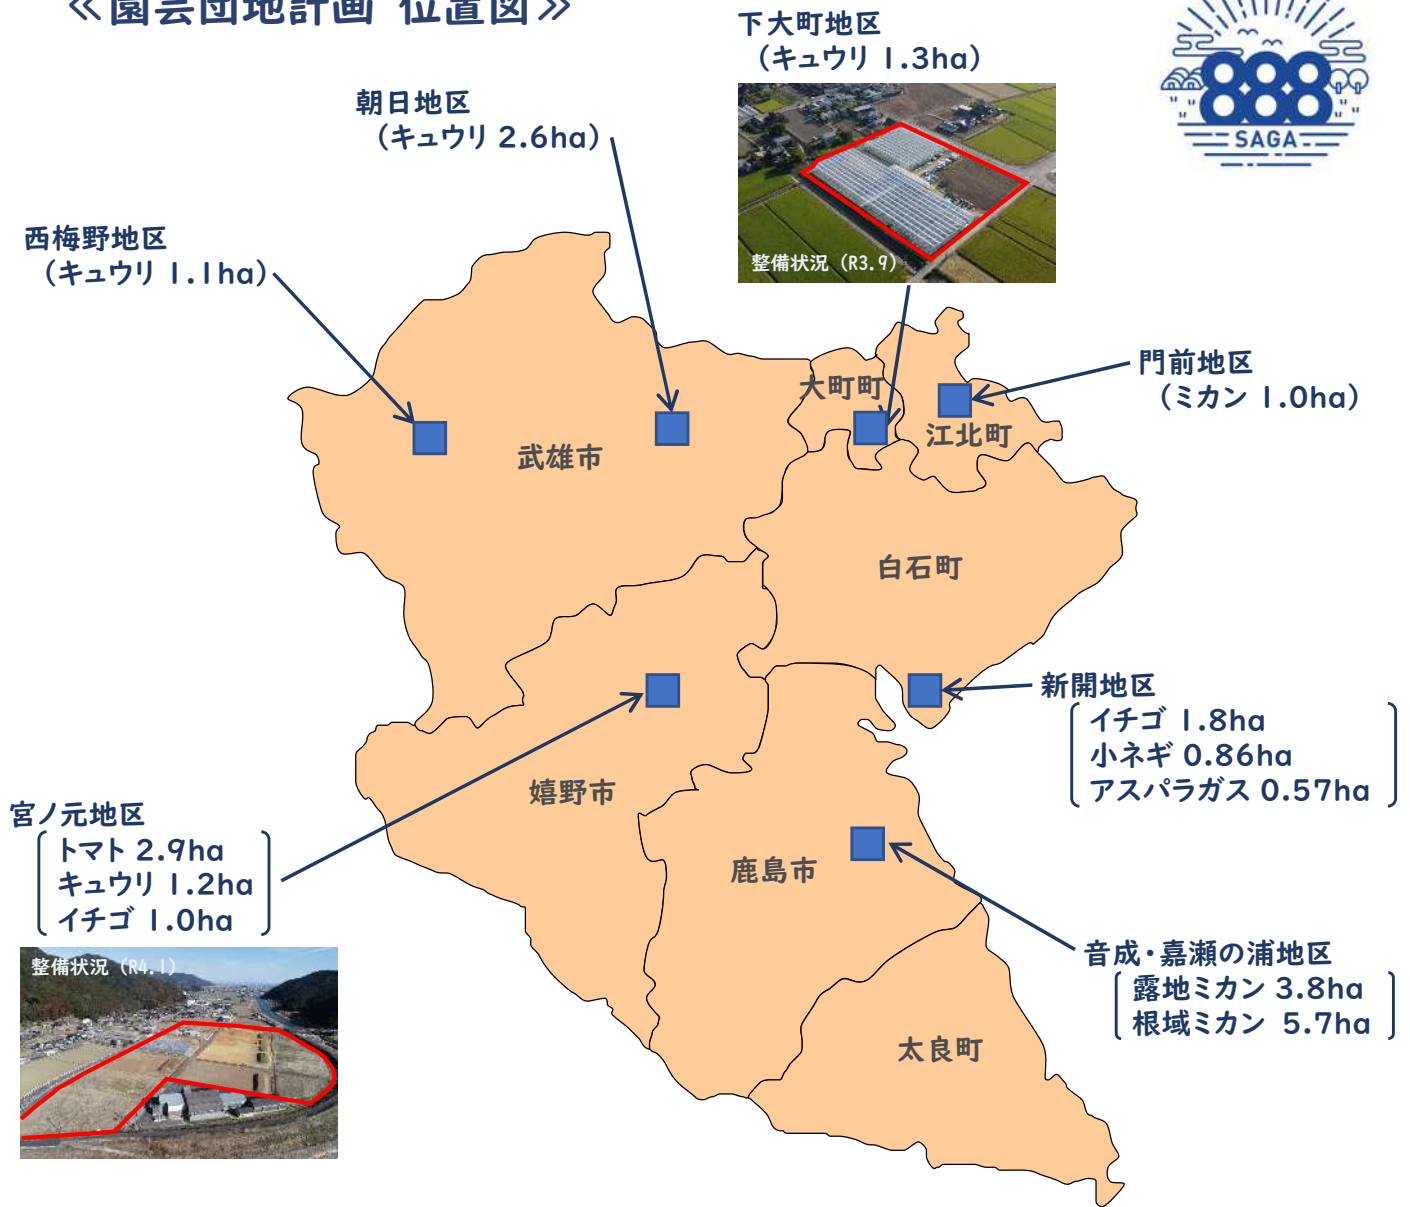 ≪園芸団地計画 位置図≫
下大町地区
（キュウリ 1.3ha）
888
SAGA
朝日地区
（キュウリ 2.6ha）
整備状況（R3.9）
西梅野地区
（キュウリ 1.1ha）
門前地区
（ミカン 1.0ha）
大町町
江北町
武雄市
白石町
新開地区
イチゴ 1.8ha
小ネギ 0.86ha
アスパラガス 0.57ha
嬉野市
宮ノ元地区
トマト 2.9ha
キュウリ 1.2ha
イチゴ 1.0ha
鹿島市
整備状況（R4.1）
音成・嘉瀬の浦地区
露地ミカン 3.8ha
根域ミカン 5.7ha
太良町